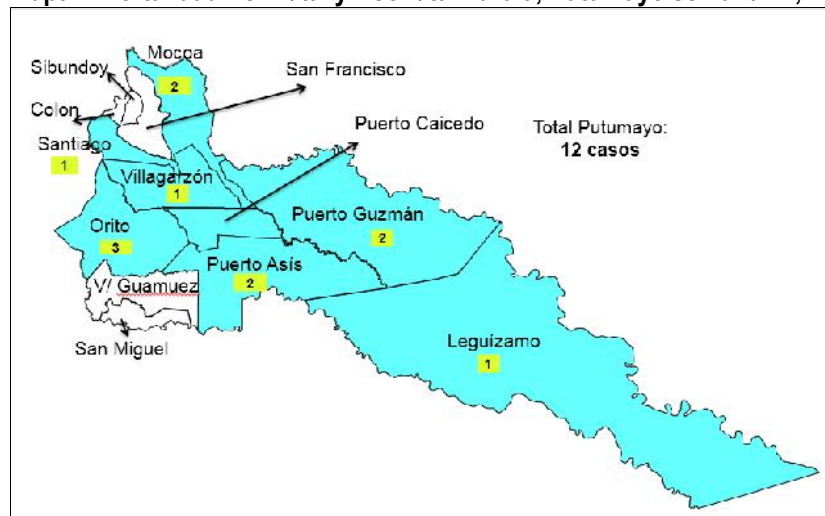 Mocoa
2
Sibundoy
San Francisco
Colon
Puerto Caicedo
Total Putumayo:
12 casos
Santiago
1
Villagarzón
1
Puerto Guzmán
2
Orito
3
Puerto Asís
2
V/ Guamuez
San Miguel
Leguízamo
1